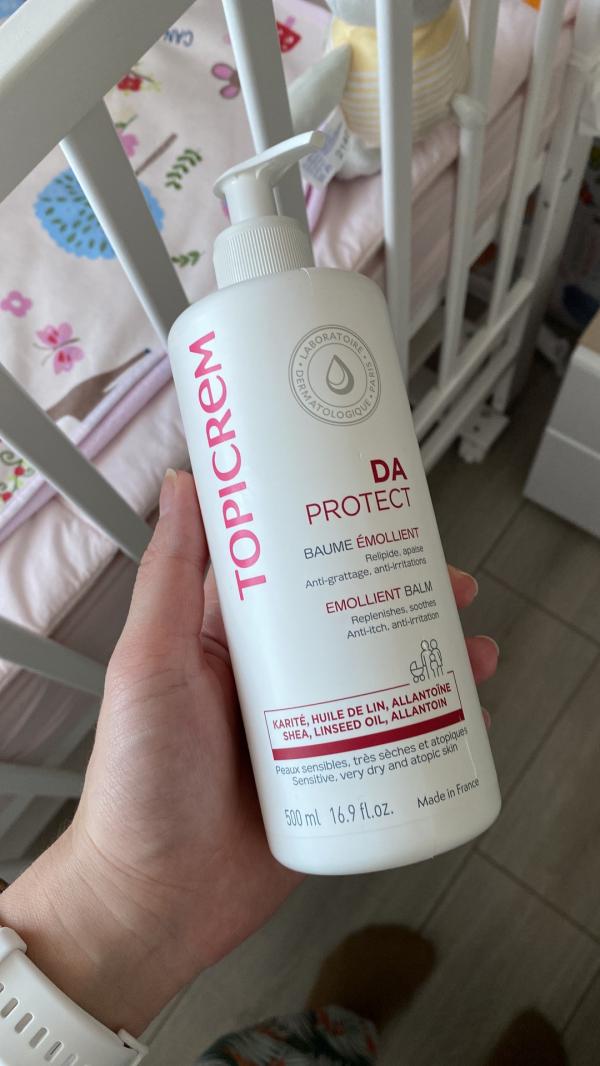 TOPICREM
LABORATOIRE
DERMATOLOGIQUE • PARIS
DA
PROTECT
BAUME ÉMOLLIENT
Relipide, apaise
Anti-grattage, anti-irritations
EMOLLIENT BALM
Replenishes, soothes
Anti-itch, anti-irritation
KARITÉ, HUILE DE LIN, ALLANTOÏNE
SHEA, LINSEED OIL, ALLANTOIN
Peaux sensibles, très sèches et atopiques
Sensitive, very dry and atopic skin
500 ml 16.9 fl.oz.
Made in France